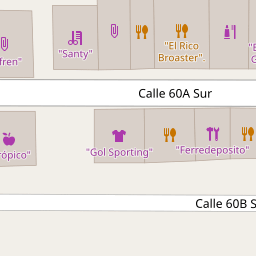 "Santy"
"El Rico
Broaster".
Calle 60A Sur
"Gol Sporting"
"Ferredeposito"
Calle 60B S